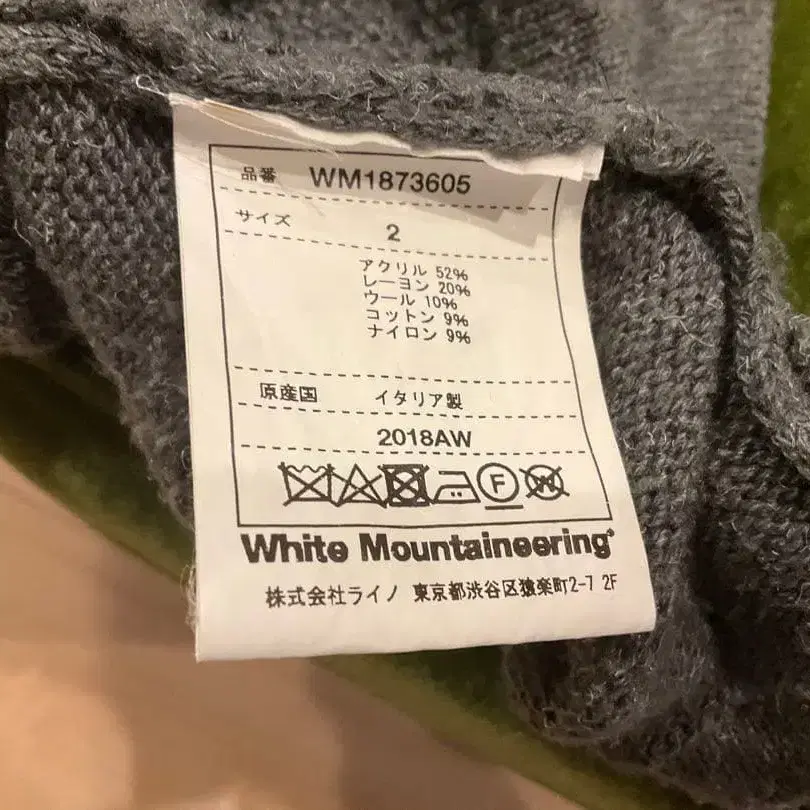 品番 WM1873605
サイズ 2
アクリル 52%
レーヨン 20%
ウール 10%
コットン 9%
ナイロン 9%
原産国 イタリア製
2018AW
F W
White Mountaineering
株式会社ライノ 東京都渋谷区猿楽町2-7 2F